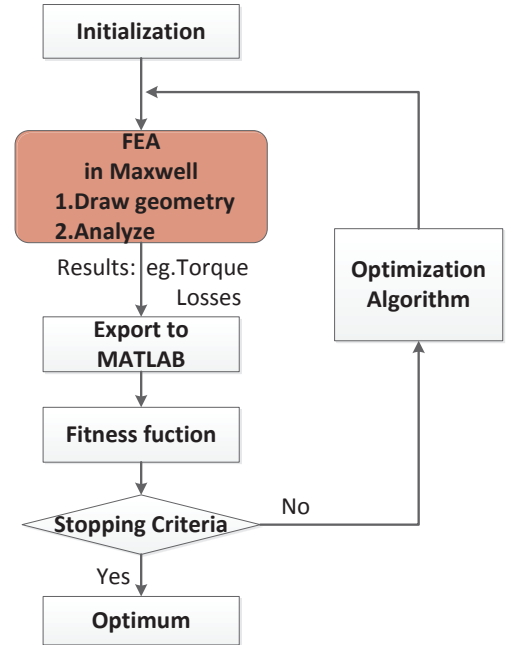 Initialization
FEA
in Maxwell
1.Draw geometry
2.Analyze
Results: eg.Torque
Losses
Optimization
Algorithm
Export to
MATLAB
Fitness fuction
Stopping Criteria
No
Yes
Optimum